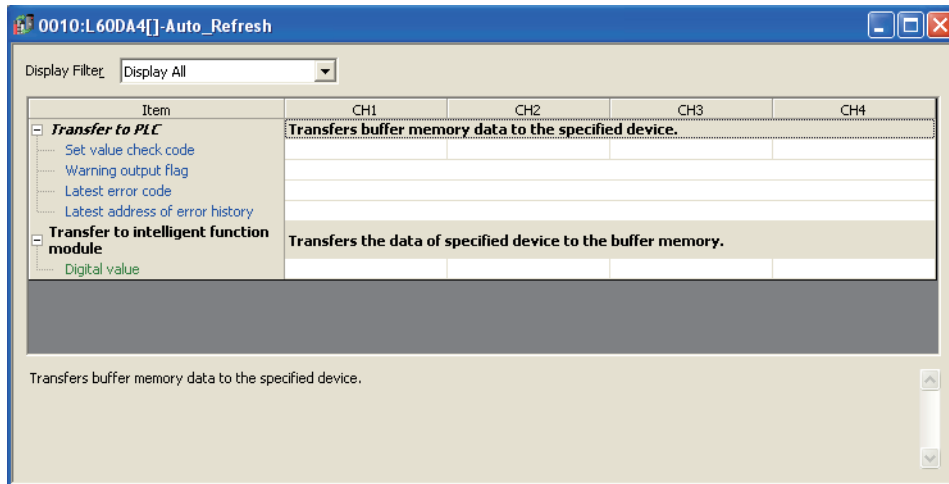 0010:L60DA4[]-Auto_Refresh
Display Filter Display All
Item CH1 CH2 CH3 CH4
Transfer to PLC Transfers buffer memory data to the specified device.
Set value check code
Warning output flag
Latest error code
Latest address of error history
Transfer to intelligent function
module
Transfers the data of specified device to the buffer memory.
Digital value
Transfers buffer memory data to the specified device.